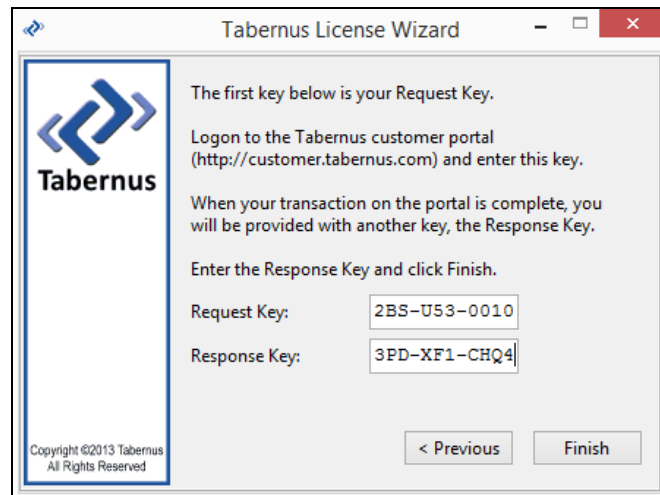 Tabernus License Wizard
Tabernus
The first key below is your Request Key.
Logon to the Tabernus customer portal
(http://customer.tabernus.com) and enter this key.
When your transaction on the portal is complete, you
will be provided with another key, the Response Key.
Enter the Response Key and click Finish.
Request Key: 2BS-U53-0010
Response Key: 3PD-XF1-CHQ4
Copyright ©2013 Tabernus
All Rights Reserved
< Previous Finish